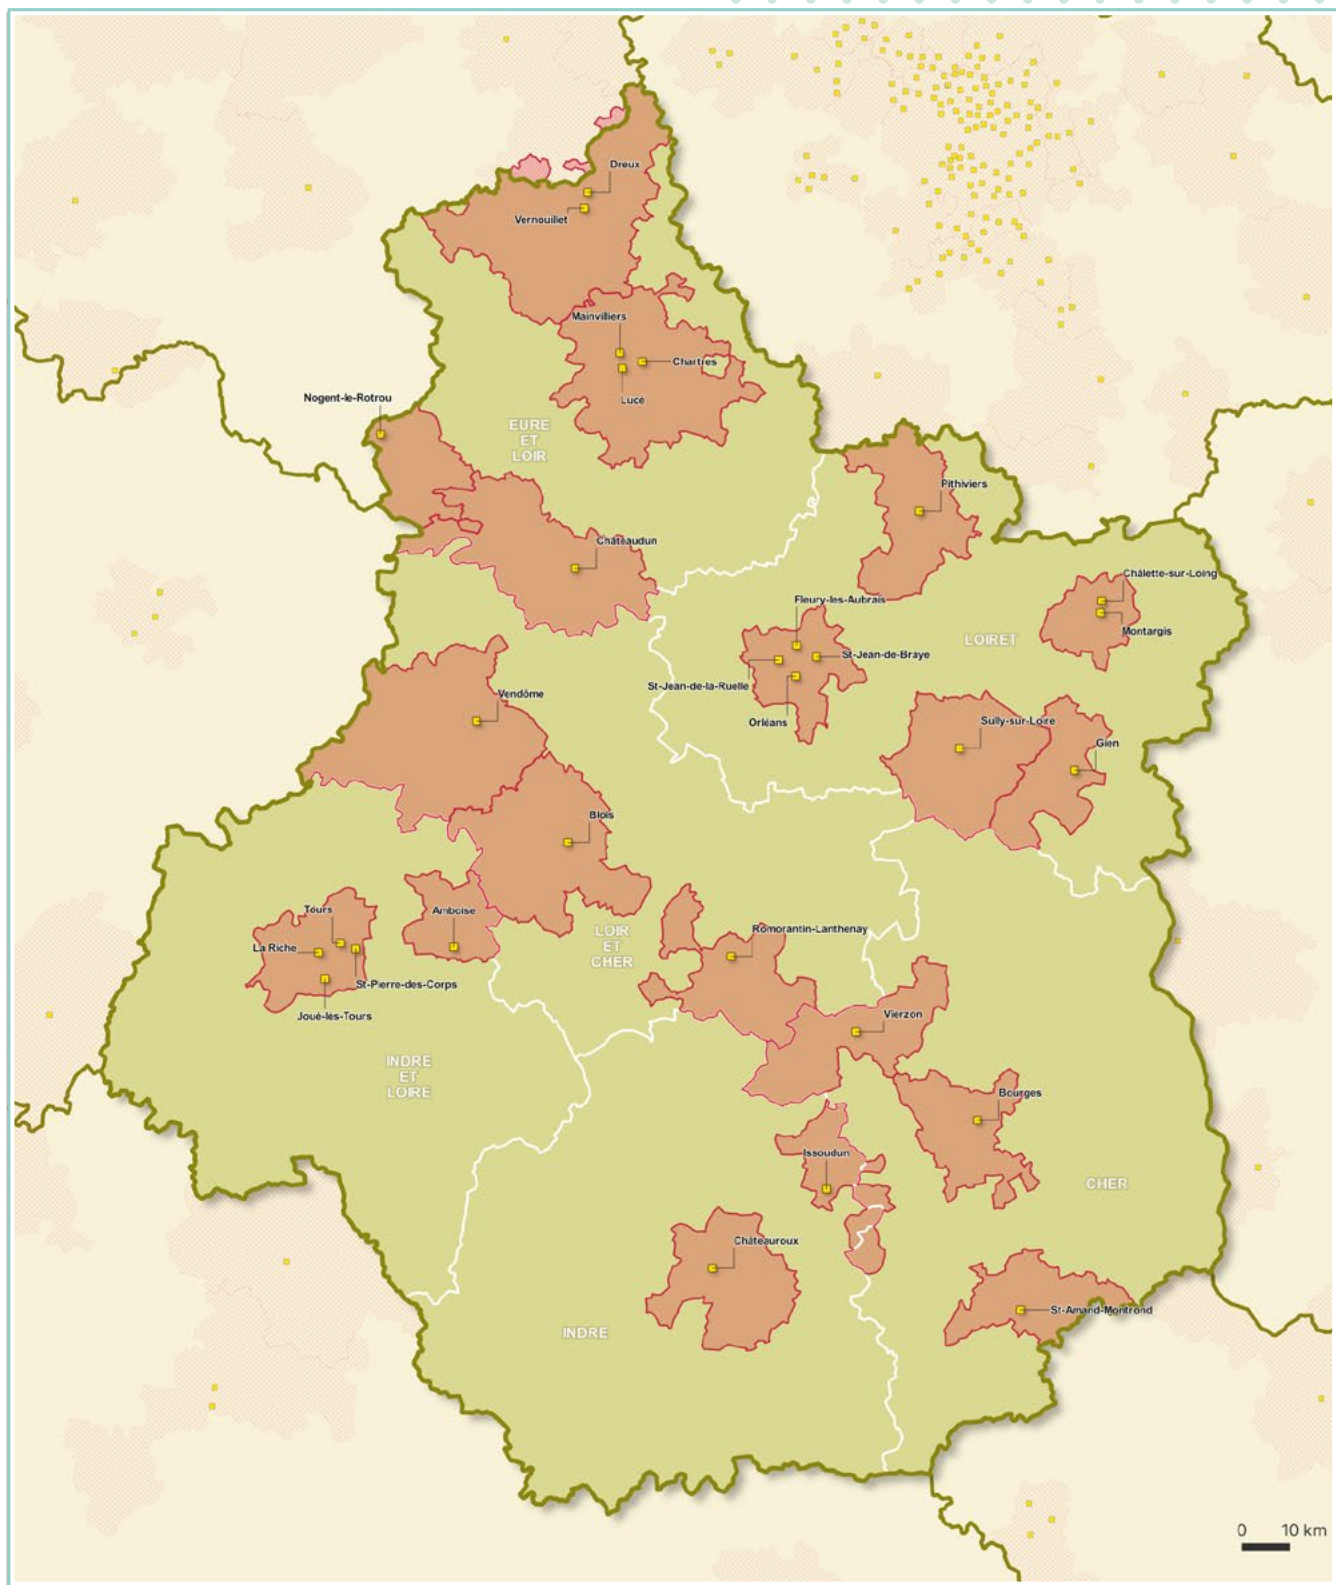 Dreux
Vernouillet
Mainvilliers
Chartres
Lucé
Nogent-le-Rotrou
EURE
ET
LOIR
Pithiviers
Châteaudun
Châlette-sur-Loing
Fleury-les-Aubrais
Montargis
LOIRET
St-Jean-de-Braye
St-Jean-de-la-Ruelle
Vendôme
Orléans
Sully-sur-Loire
Gien
Blois
Tours
Amboise
La Riche
LOIR
ET
CHER
Romorantin-Lanthenay
St-Pierre-des-Corps
Joué-lès-Tours
Vierzon
INDRE
ET
LOIRE
Bourges
Issoudun
CHER
Châteauroux
St-Amand-Montrond
INDRE
0 10 km